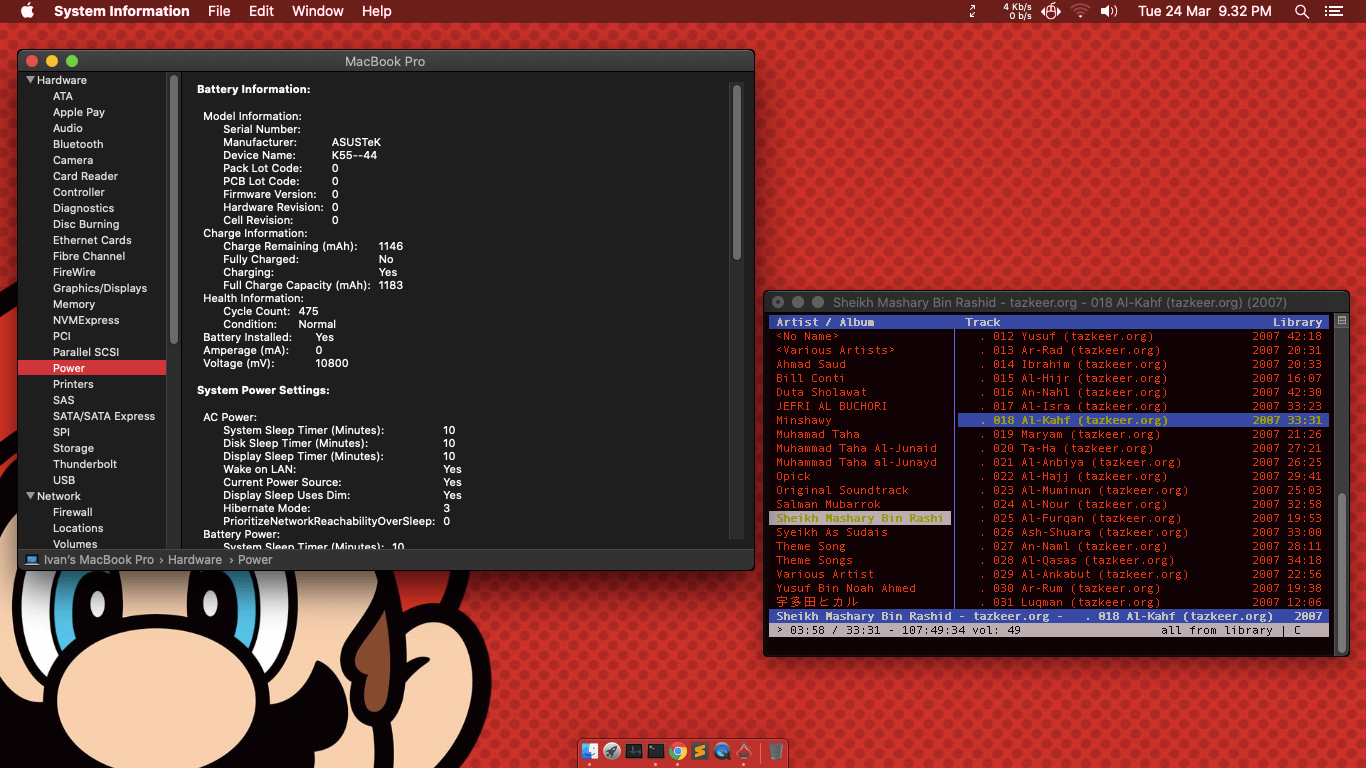 System Information File Edit Window Help
4 Kb/s
0 b/s
Tue 24 Mar 9.32 PM
MacBook Pro
Hardware
ATA
Apple Pay
Audio
Bluetooth
Camera
Card Reader
Controller
Diagnostics
Disc Burning
Ethernet Cards
Fibre Channel
FireWire
Graphics/Displays
Memory
NVMExpress
PCI
Parallel SCSI
Power
Printers
SAS
SATA/SATA Express
SPI
Storage
Thunderbolt
USB
Network
Firewall
Locations
Volumes
Battery Information:
Model Information:
Serial Number:
Manufacturer: ASUSTeK
Device Name: K55--44
Pack Lot Code: 0
PCB Lot Code: 0
Firmware Version: 0
Hardware Revision: 0
Cell Revision: 0
Charge Information:
Charge Remaining (mAh): 1146
Fully Charged: No
Charging: Yes
Full Charge Capacity (mAh): 1183
Health Information:
Cycle Count: 475
Condition: Normal
Battery Installed: Yes
Amperage (mA): 0
Voltage (mV): 10800
System Power Settings:
AC Power:
System Sleep Timer (Minutes): 10
Disk Sleep Timer (Minutes): 10
Display Sleep Timer (Minutes): 10
Wake on LAN: Yes
Current Power Source: Yes
Display Sleep Uses Dim: Yes
Hibernate Mode: 3
PrioritizeNetworkReachabilityOverSleep: 0
Battery Power:
System Sleep Timer (Minutes): 10
Ivan's MacBook Pro › Hardware › Power
Sheikh Mashary Bin Rashid - tazkeer.org - 018 Al-Kahf (tazkeer.org) (2007)
Artist / Album Track Library
<No Name> . 012 Yusuf (tazkeer.org) 2007 42:18
<Various Artists> . 013 Ar-Rad (tazkeer.org) 2007 20:31
Ahmad Saud . 014 Ibrahim (tazkeer.org) 2007 20:33
Bill Conti . 015 Al-Hijr (tazkeer.org) 2007 16:07
Duta Sholawat . 016 An-Nahl (tazkeer.org) 2007 42:30
JEFRI AL BUCHORI . 017 Al-Isra (tazkeer.org) 2007 33:23
Minshawy . 018 Al-Kahf (tazkeer.org) 2007 33:31
Muhamad Taha . 019 Maryam (tazkeer.org) 2007 21:26
Muhammad Taha Al-Junaid . 020 Ta-Ha (tazkeer.org) 2007 27:21
Muhammad Taha al-Junayd . 021 Al-Anbiya (tazkeer.org) 2007 26:25
Opick . 022 Al-Hajj (tazkeer.org) 2007 29:41
Original Soundtrack . 023 Al-Muminun (tazkeer.org) 2007 25:03
Salman Mubarrok . 024 Al-Nour (tazkeer.org) 2007 32:58
Sheikh Mashary Bin Rashi . 025 Al-Furqan (tazkeer.org) 2007 19:53
Syeikh As Sudais . 026 Ash-Shuara (tazkeer.org) 2007 33:00
Theme Song . 027 An-Naml (tazkeer.org) 2007 28:11
Theme Songs . 028 Al-Qasas (tazkeer.org) 2007 34:18
Various Artist . 029 Al-Ankabut (tazkeer.org) 2007 22:56
Yusuf Bin Noah Ahmed . 030 Ar-Rum (tazkeer.org) 2007 19:38
宇多田ヒカル . 031 Luqman (tazkeer.org) 2007 12:06
Sheikh Mashary Bin Rashid - tazkeer.org - . 018 Al-Kahf (tazkeer.org) 2007
> 03:58 / 33:31 - 107:49:34 vol: 49 all from library | C